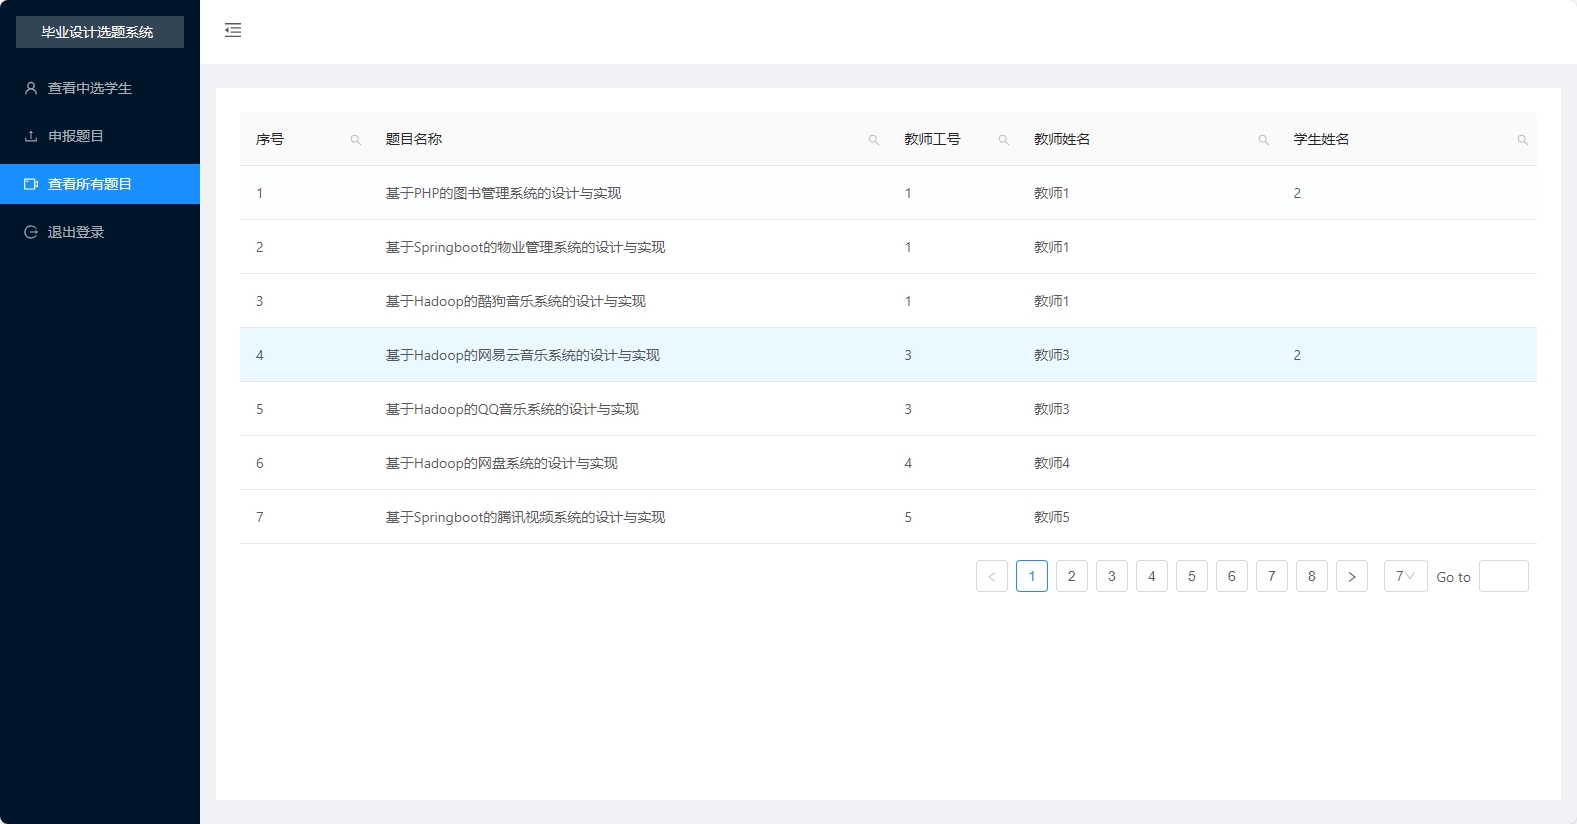 毕业设计选题系统
查看中选学生
申报题目
查看所有题目
退出登录
序号 题目名称 教师工号 教师姓名 学生姓名
1 基于PHP的图书管理系统的设计与实现 1 教师1 2
2 基于Springboot的物业管理系统的设计与实现 1 教师1
3 基于Hadoop的酷狗音乐系统的设计与实现 1 教师1
4 基于Hadoop的网易云音乐系统的设计与实现 3 教师3 2
5 基于Hadoop的QQ音乐系统的设计与实现 3 教师3
6 基于Hadoop的网盘系统的设计与实现 4 教师4
7 基于Springboot的腾讯视频系统的设计与实现 5 教师5
< 1 2 3 4 5 6 7 8 > 7 Go to